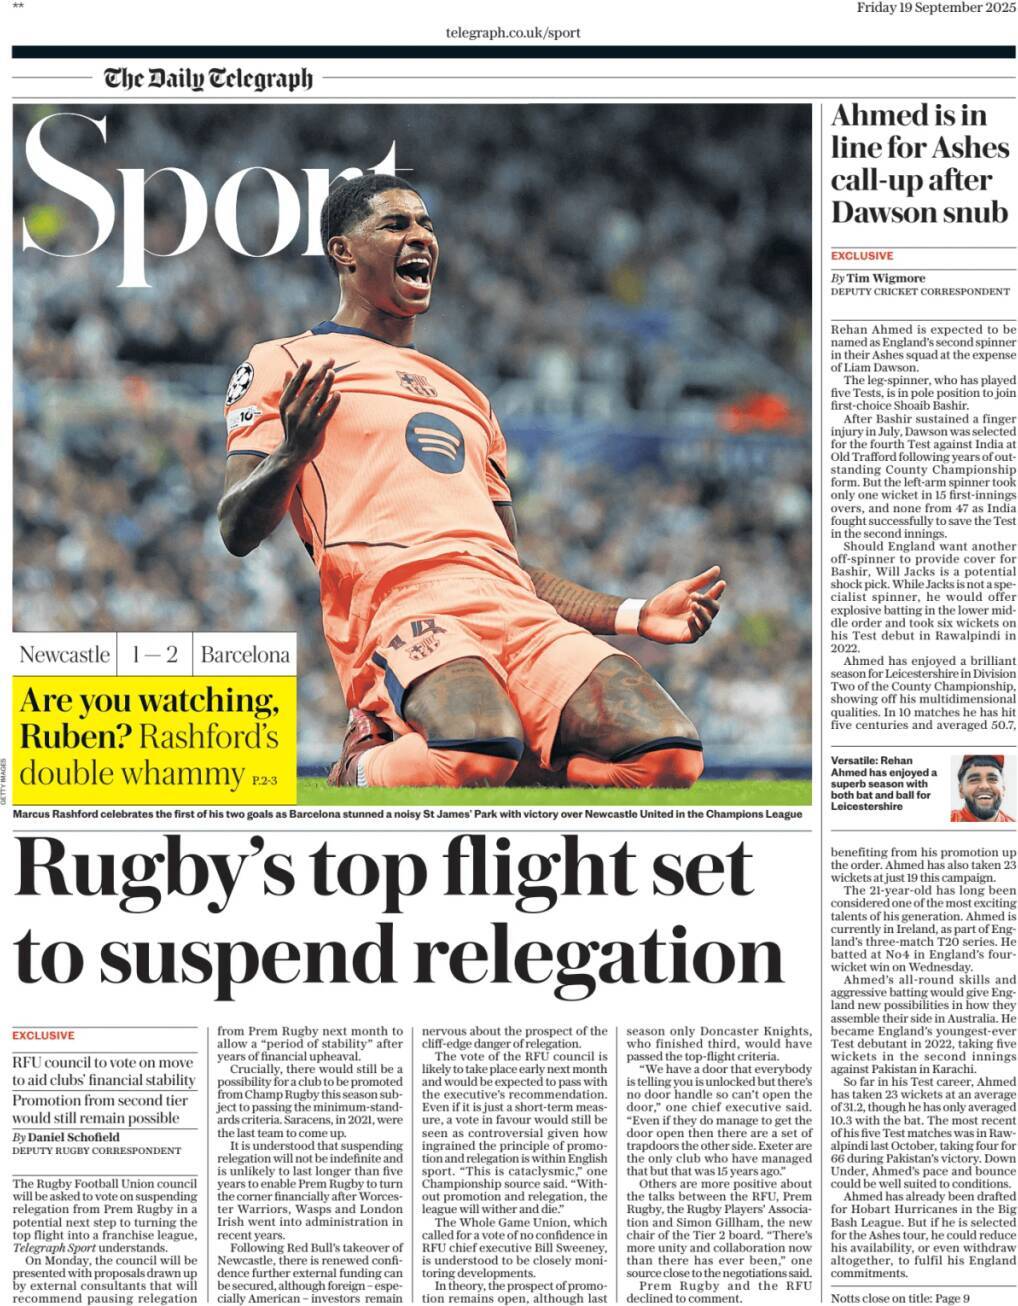 **
Friday 19 September 2025
telegraph.co.uk/sport
The Daily Telegraph
Sport
10
14
Newcastle
1 – 2
Barcelona
Are you watching,
Ruben? Rashford's
double whammy P.2-3
GETTY IMAGES
Marcus Rashford celebrates the first of his two goals as Barcelona stunned a noisy St James' Park with victory over Newcastle United in the Champions League
Rugby's top flight set
to suspend relegation
EXCLUSIVE
RFU council to vote on move
to aid clubs' financial stability
Promotion from second tier
would still remain possible
By Daniel Schofield
DEPUTY RUGBY CORRESPONDENT
The Rugby Football Union council
will be asked to vote on suspending
relegation from Prem Rugby in a
potential next step to turning the
top flight into a franchise league,
Telegraph Sport understands.
On Monday, the council will be
presented with proposals drawn up
by external consultants that will
recommend pausing relegation
from Prem Rugby next month to
allow a “period of stability” after
years of financial upheaval.
Crucially, there would still be a
possibility for a club to be promoted
from Champ Rugby this season sub-
ject to passing the minimum-stand-
ards criteria. Saracens, in 2021, were
the last team to come up.
It is understood that suspending
relegation will not be indefinite and
is unlikely to last longer than five
years to enable Prem Rugby to turn
the corner financially after Worces-
ter Warriors, Wasps and London
Irish went into administration in
recent years.
Following Red Bull's takeover of
Newcastle, there is renewed confi-
dence further external funding can
be secured, although foreign – espe-
cially American – investors remain
nervous about the prospect of the
cliff-edge danger of relegation.
The vote of the RFU council is
likely to take place early next month
and would be expected to pass with
the executive's recommendation.
Even if it is just a short-term meas-
ure, a vote in favour would still be
seen as controversial given how
ingrained the principle of promo-
tion and relegation is within English
sport. “This is cataclysmic,” one
Championship source said. “With-
out promotion and relegation, the
league will wither and die.”
The Whole Game Union, which
called for a vote of no confidence in
RFU chief executive Bill Sweeney,
is understood to be closely moni-
toring developments.
In theory, the prospect of promo-
tion remains open, although last
season only Doncaster Knights,
who finished third, would have
passed the top-flight criteria.
“We have a door that everybody
is telling you is unlocked but there's
no door handle so can't open the
door,” one chief executive said.
“Even if they do manage to get the
door open then there are a set of
trapdoors the other side. Exeter are
the only club who have managed
that but that was 15 years ago.”
Others are more positive about
the talks between the RFU, Prem
Rugby, the Rugby Players' Associa-
tion and Simon Gillham, the new
chair of the Tier 2 board. “There's
more unity and collaboration now
than there has ever been,” one
source close to the negotiations said.
Prem Rugby and the RFU
declined to comment.
Ahmed is in
line for Ashes
call-up after
Dawson snub
EXCLUSIVE
By Tim Wigmore
DEPUTY CRICKET CORRESPONDENT
Rehan Ahmed is expected to be
named as England's second spinner
in their Ashes squad at the expense
of Liam Dawson.
The leg-spinner, who has played
five Tests, is in pole position to join
first-choice Shoaib Bashir.
After Bashir sustained a finger
injury in July, Dawson was selected
for the fourth Test against India at
Old Trafford following years of out-
standing County Championship
form. But the left-arm spinner took
only one wicket in 15 first-innings
overs, and none from 47 as India
fought successfully to save the Test
in the second innings.
Should England want another
off-spinner to provide cover for
Bashir, Will Jacks is a potential
shock pick. While Jacks is not a spe-
cialist spinner, he would offer
explosive batting in the lower mid-
dle order and took six wickets on
his Test debut in Rawalpindi in
2022.
Ahmed has enjoyed a brilliant
season for Leicestershire in Division
Two of the County Championship,
showing off his multidimensional
qualities. In 10 matches he has hit
five centuries and averaged 50.7,
Versatile: Rehan
Ahmed has enjoyed a
superb season with
both bat and ball for
Leicestershire
benefiting from his promotion up
the order. Ahmed has also taken 23
wickets at just 19 this campaign.
The 21-year-old has long been
considered one of the most exciting
talents of his generation. Ahmed is
currently in Ireland, as part of Eng-
land's three-match T20 series. He
batted at No4 in England's four-
wicket win on Wednesday.
Ahmed's all-round skills and
aggressive batting would give Eng-
land new possibilities in how they
assemble their side in Australia. He
became England's youngest-ever
Test debutant in 2022, taking five
wickets in the second innings
against Pakistan in Karachi.
So far in his Test career, Ahmed
has taken 23 wickets at an average
of 31.2, though he has only averaged
10.3 with the bat. The most recent
of his five Test matches was in Raw-
alpindi last October, taking four for
66 during Pakistan's victory. Down
Under, Ahmed's pace and bounce
could be well suited to conditions.
Ahmed has already been drafted
for Hobart Hurricanes in the Big
Bash League. But if he is selected
for the Ashes tour, he could reduce
his availability, or even withdraw
altogether, to fulfil his England
commitments.
Notts close on title: Page 9